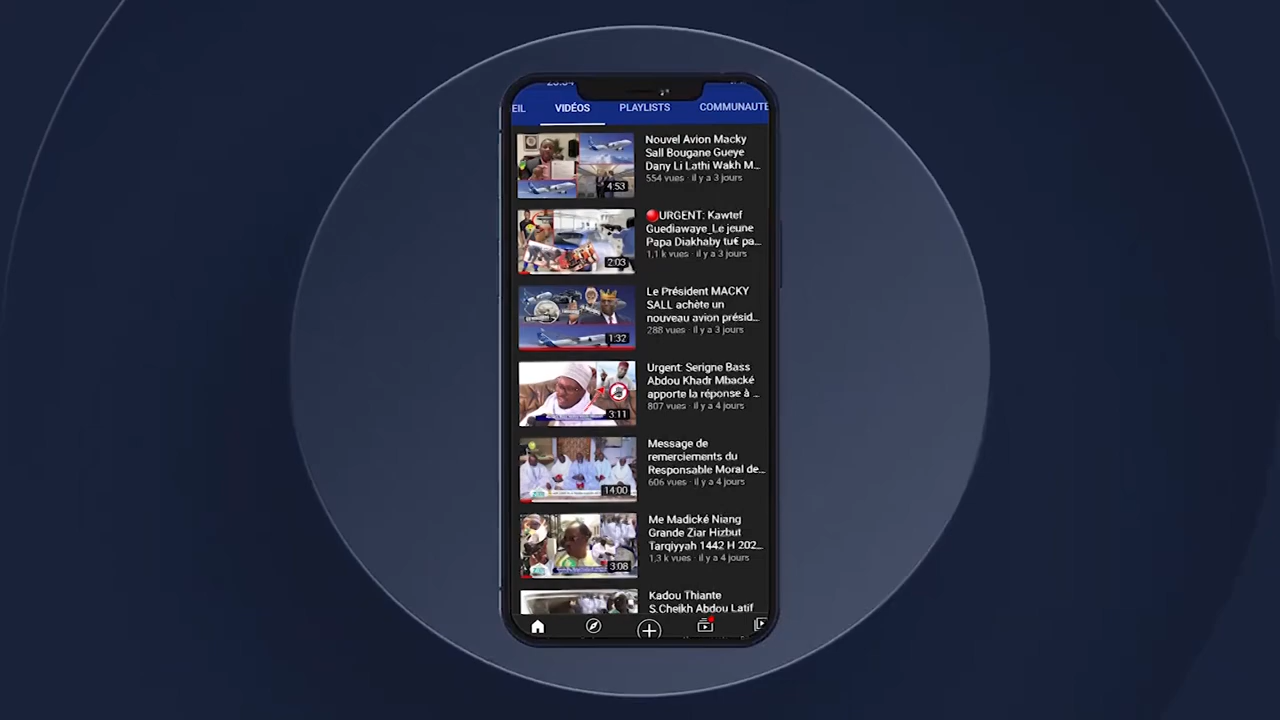 EIL VIDÉOS PLAYLISTS COMMUNAUTÉ
Nouvel Avion Macky
Sall Bougane Gueye
Dany Li Lathi Wakh M...
554 vues · il y a 3 jours
4:53
🔴URGENT: Kawtef
Guediawaye_Le jeune
Papa Diakhaby tu€ pa...
1,1 k vues · il y a 3 jours
2:03
Le Président MACKY
SALL achète un
nouveau avion présid...
288 vues · il y a 3 jours
1:32
Urgent: Serigne Bass
Abdou Khadr Mbacké
apporte la réponse à ...
807 vues · il y a 4 jours
3:11
Message de
remerciements du
Responsable Moral de...
606 vues · il y a 4 jours
14:00
Me Madické Niang
Grande Ziar Hizbut
Tarqiyyah 1442 H 202...
1,3 k vues · il y a 4 jours
3:08
Kadou Thiante
S.Cheikh Abdou Latif